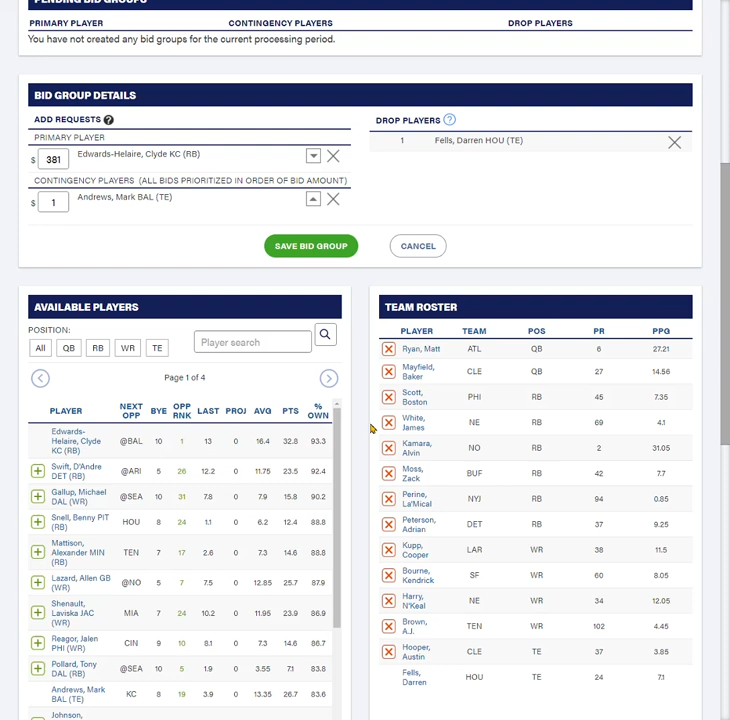 PENDING BID GROUPS
PRIMARY PLAYER CONTINGENCY PLAYERS DROP PLAYERS
You have not created any bid groups for the current processing period.
BID GROUP DETAILS
ADD REQUESTS ?
DROP PLAYERS ?
PRIMARY PLAYER
1 Fells, Darren HOU (TE)
$ 381 Edwards-Helaire, Clyde KC (RB)
CONTINGENCY PLAYERS (ALL BIDS PRIORITIZED IN ORDER OF BID AMOUNT)
$ 1 Andrews, Mark BAL (TE)
SAVE BID GROUP CANCEL
AVAILABLE PLAYERS
POSITION:
All QB RB WR TE Player search
Page 1 of 4
PLAYER NEXT OPP BYE OPP RNK LAST PROJ AVG PTS % OWN
Edwards-
Helaire, Clyde @BAL 10 1 13 0 16.4 32.8 93.3
KC (RB)
Swift, D'Andre @ARI 5 26 12.2 0 11.75 23.5 92.4
DET (RB)
Gallup, Michael @SEA 10 31 7.8 0 7.9 15.8 90.2
DAL (WR)
Snell, Benny PIT HOU 8 24 1.1 0 6.2 12.4 88.8
(RB)
Mattison,
Alexander MIN TEN 7 17 2.6 0 7.3 14.6 88.8
(RB)
Lazard, Allen GB @NO 5 7 7.5 0 12.85 25.7 87.9
(WR)
Shenault,
Laviska JAC MIA 7 24 10.2 0 11.95 23.9 86.9
(WR)
Reagor, Jalen CIN 9 10 8.1 0 7.3 14.6 86.7
PHI (WR)
Pollard, Tony @SEA 10 5 1.9 0 3.55 7.1 83.8
DAL (RB)
Andrews, Mark KC 8 19 3.9 0 13.35 26.7 83.6
BAL (TE)
Johnson,
TEAM ROSTER
PLAYER TEAM POS PR PPG
Ryan, Matt ATL QB 6 27.21
Mayfield, Baker CLE QB 27 14.56
Scott, Boston PHI RB 45 7.35
White, James NE RB 69 4.1
Kamara, Alvin NO RB 2 31.05
Moss, Zack BUF RB 42 7.7
Perine, La'Mical NYJ RB 94 0.85
Peterson, Adrian DET RB 37 9.25
Kupp, Cooper LAR WR 38 11.5
Bourne, Kendrick SF WR 60 8.05
Harry, N'Keal NE WR 34 12.05
Brown, A.J. TEN WR 102 4.45
Hooper, Austin CLE TE 37 3.85
Fells, Darren HOU TE 24 7.1